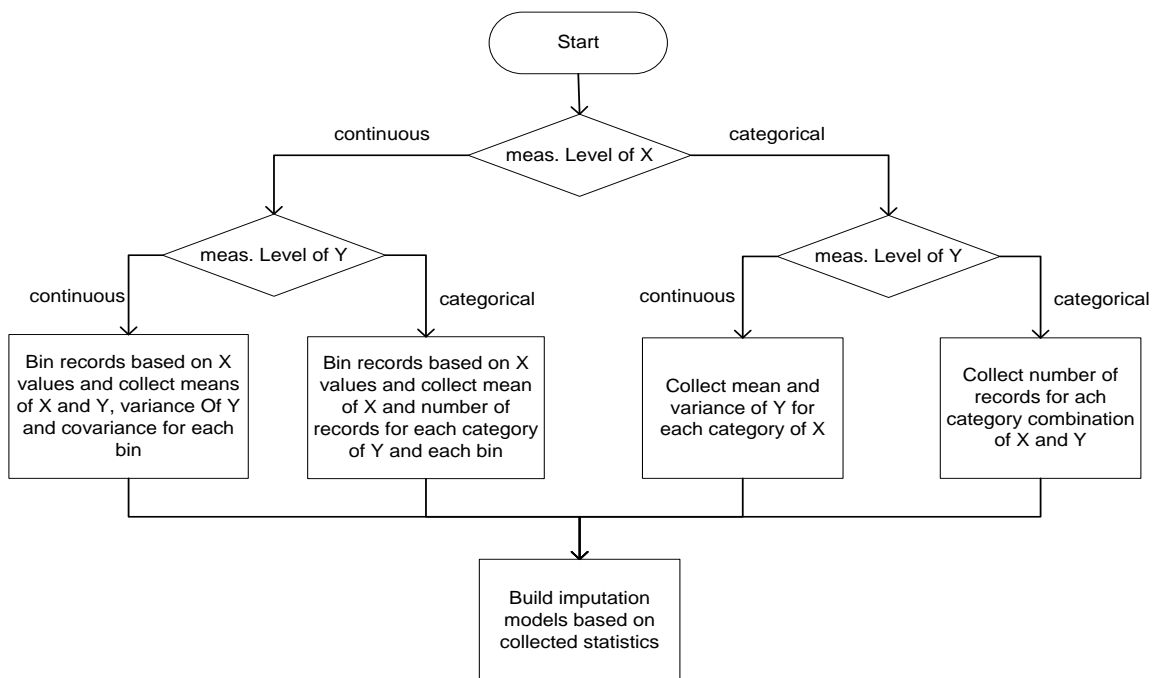 Start
continuous
categorical
meas. Level of X
meas. Level of Y
meas. Level of Y
continuous
categorical
continuous
categorical
Bin records based on X
values and collect means
of X and Y, variance Of Y
and covariance for each
bin
Bin records based on X
values and collect mean
of X and number of
records for each category
of Y and each bin
Collect mean and
variance of Y for
each category of X
Collect number of
records for ach
category combination
of X and Y
Build imputation
models based on
collected statistics